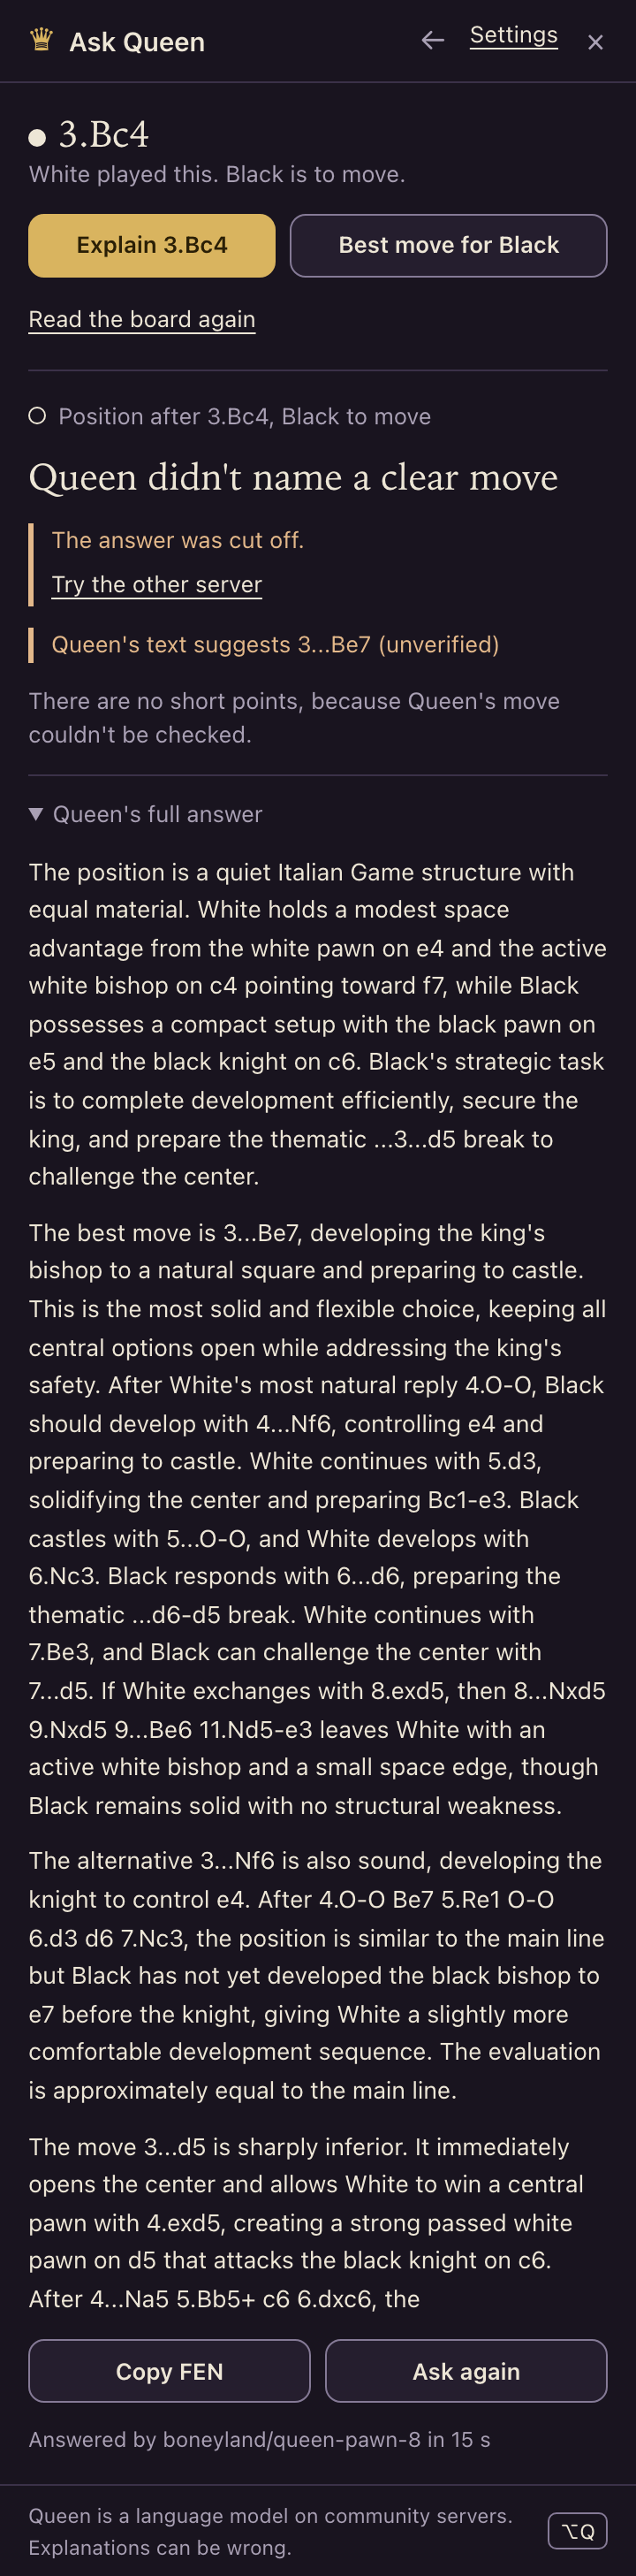 Ask Queen
← Settings ×
3.Bc4
White played this. Black is to move.
Explain 3.Bc4
Best move for Black
Read the board again
Position after 3.Bc4, Black to move
Queen didn't name a clear move
The answer was cut off.
Try the other server
Queen's text suggests 3...Be7 (unverified)
There are no short points, because Queen's move
couldn't be checked.
▼ Queen's full answer
The position is a quiet Italian Game structure with
equal material. White holds a modest space
advantage from the white pawn on e4 and the active
white bishop on c4 pointing toward f7, while Black
possesses a compact setup with the black pawn on
e5 and the black knight on c6. Black's strategic task
is to complete development efficiently, secure the
king, and prepare the thematic ...3...d5 break to
challenge the center.
The best move is 3...Be7, developing the king's
bishop to a natural square and preparing to castle.
This is the most solid and flexible choice, keeping all
central options open while addressing the king's
safety. After White's most natural reply 4.O-O, Black
should develop with 4...Nf6, controlling e4 and
preparing to castle. White continues with 5.d3,
solidifying the center and preparing Bc1-e3. Black
castles with 5...O-O, and White develops with
6.Nc3. Black responds with 6...d6, preparing the
thematic ...d6-d5 break. White continues with
7.Be3, and Black can challenge the center with
7...d5. If White exchanges with 8.exd5, then 8...Nxd5
9.Nxd5 9...Be6 11.Nd5-e3 leaves White with an
active white bishop and a small space edge, though
Black remains solid with no structural weakness.
The alternative 3...Nf6 is also sound, developing the
knight to control e4. After 4.O-O Be7 5.Re1 O-O
6.d3 d6 7.Nc3, the position is similar to the main line
but Black has not yet developed the black bishop to
e7 before the knight, giving White a slightly more
comfortable development sequence. The evaluation
is approximately equal to the main line.
The move 3...d5 is sharply inferior. It immediately
opens the center and allows White to win a central
pawn with 4.exd5, creating a strong passed white
pawn on d5 that attacks the black knight on c6.
After 4...Na5 5.Bb5+ c6 6.dxc6, the
Copy FEN
Ask again
Answered by boneyland/queen-pawn-8 in 15 s
Queen is a language model on community servers.
Explanations can be wrong.
⌥Q